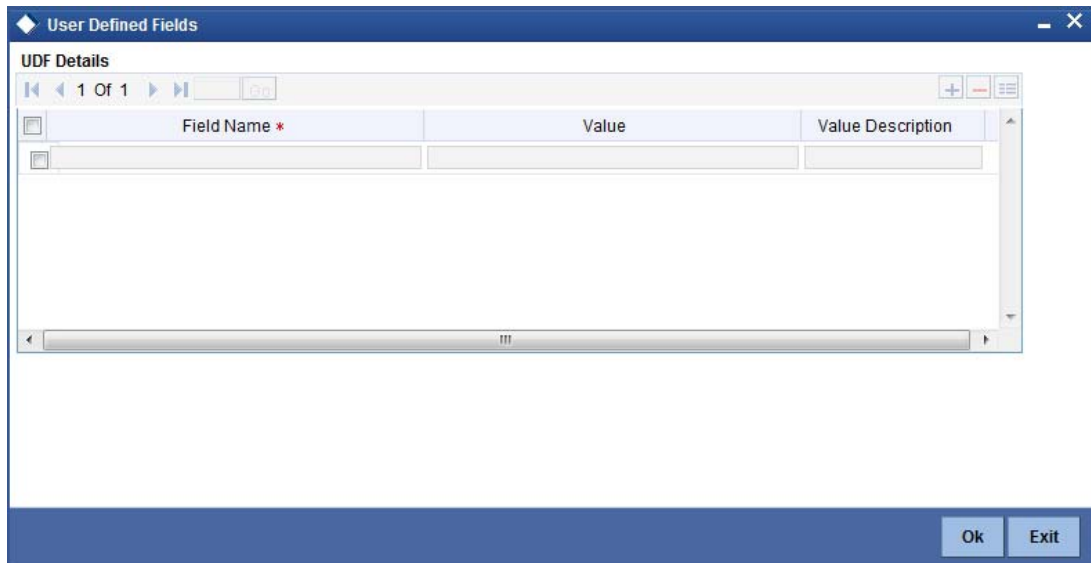 User Defined Fields
UDF Details
1 Of 1 Go
Field Name * Value Value Description
Ok Exit